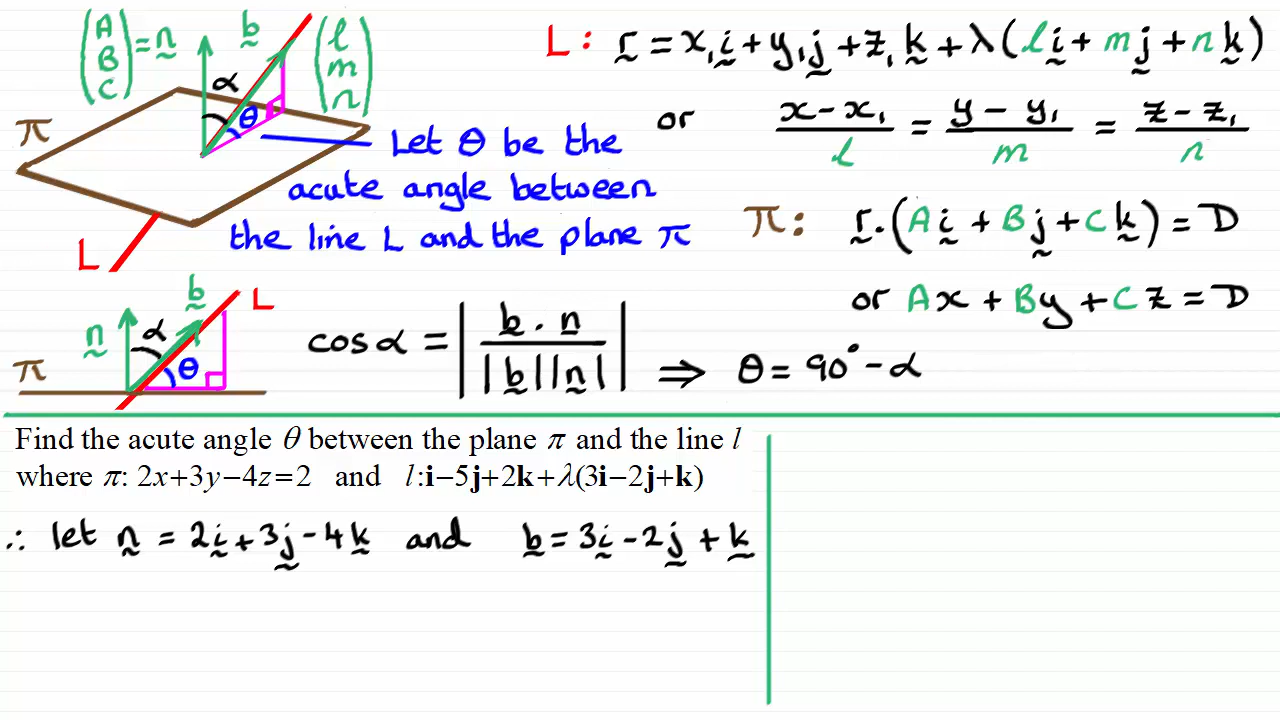 (A B C) = n
b
(l m n)
α
θ
π
L
Let θ be the
acute angle between
the line L and the plane π
L: r = x₁i + y₁j + z₁k + λ(li + mj + nk)
or (x − x₁)/l = (y − y₁)/m = (z − z₁)/n
π: r.(Ai + Bj + Ck) = D
or Ax + By + Cz = D
b
L
n
α
θ
π
cos α = | b . n / |b||n| | ⇒ θ = 90° − α
Find the acute angle θ between the plane π and the line l
where π: 2x+3y−4z=2 and l:i−5j+2k+λ(3i−2j+k)
∴ let n = 2i + 3j − 4k and b = 3i − 2j + k